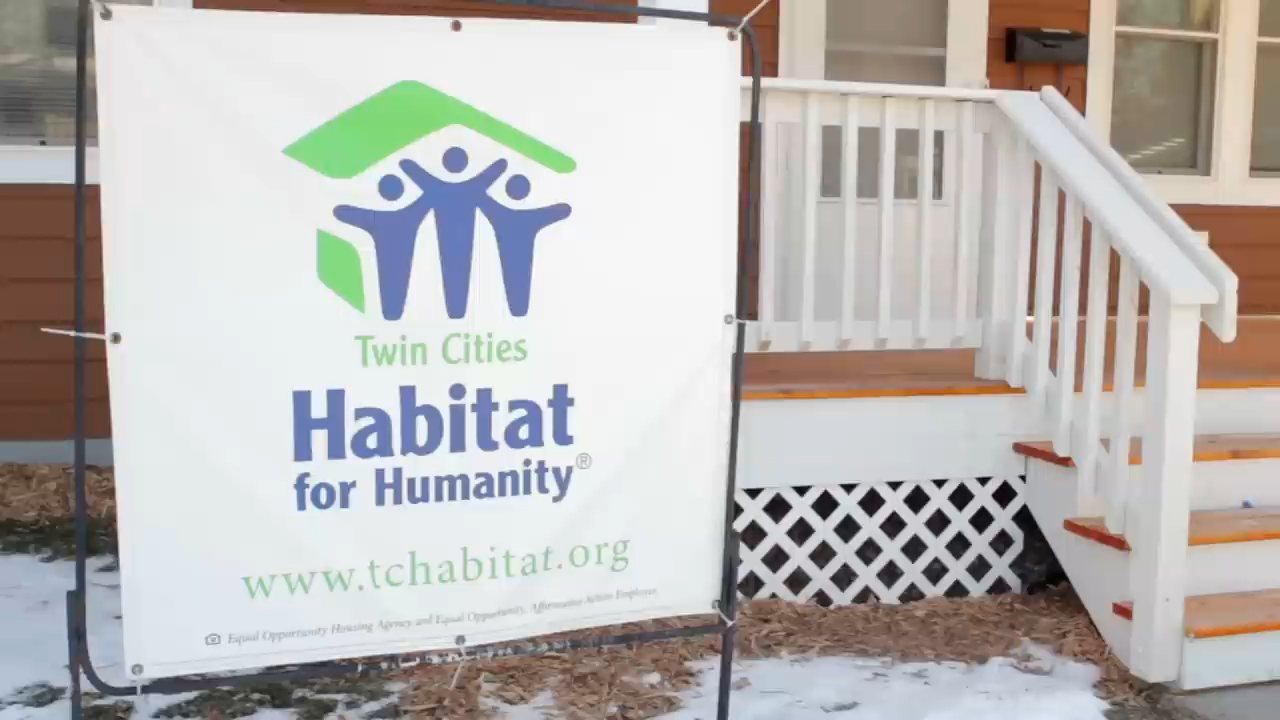 Twin Cities
Habitat
for Humanity®
www.tchabitat.org
Equal Opportunity Housing Agency and Equal Opportunity, Affirmative Action Employer